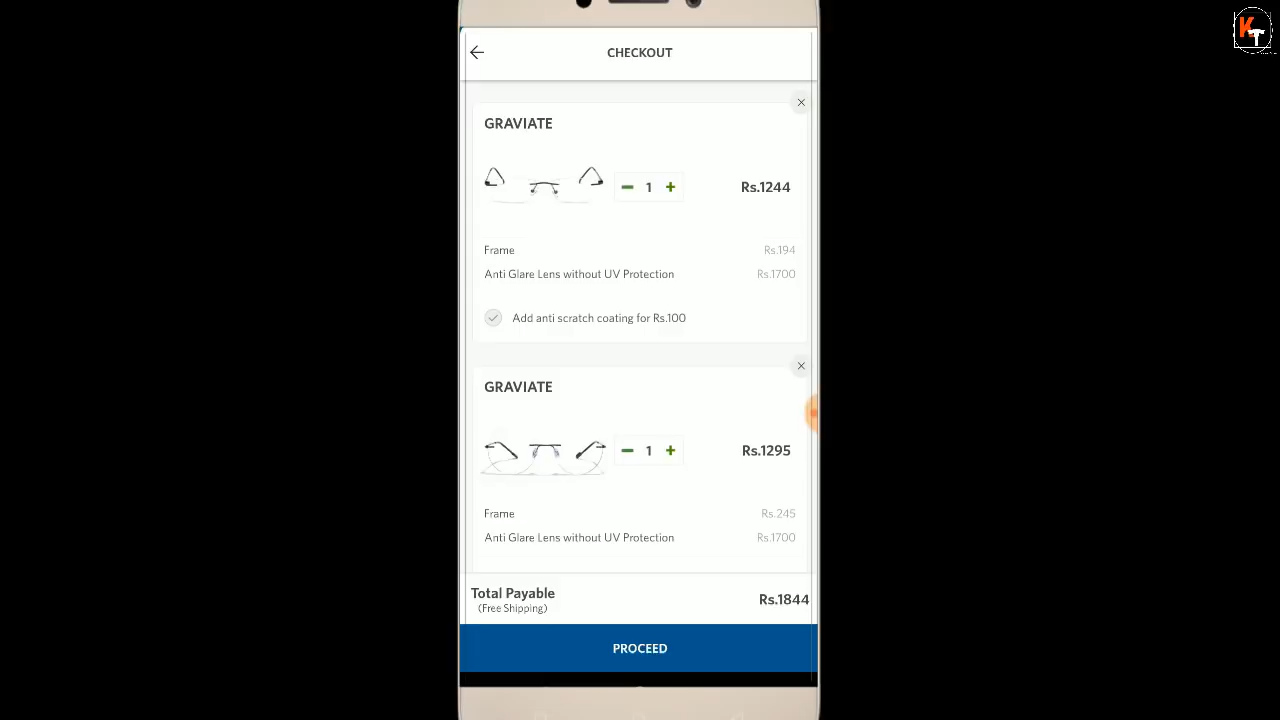 KT
CHECKOUT
GRAVIATE
1
Rs.1244
Frame Rs.194
Anti Glare Lens without UV Protection Rs.1700
Add anti scratch coating for Rs.100
GRAVIATE
1
Rs.1295
Frame Rs.245
Anti Glare Lens without UV Protection Rs.1700
Total Payable Rs.1844
(Free Shipping)
PROCEED